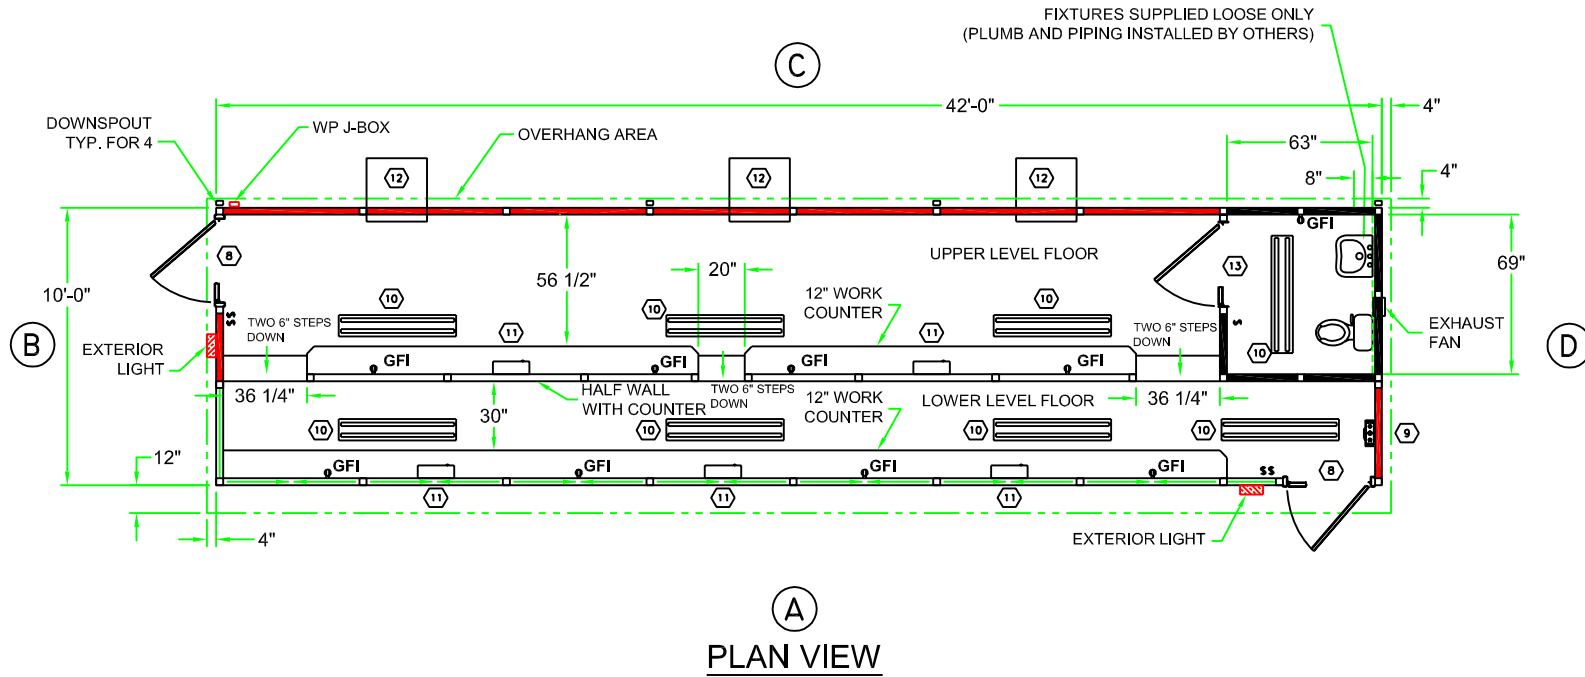 FIXTURES SUPPLIED LOOSE ONLY
(PLUMB AND PIPING INSTALLED BY OTHERS)
C
42'-0"
4"
DOWNSPOUT
TYP. FOR 4
WP J-BOX
OVERHANG AREA
63"
12
12
12
8"
4"
GFI
8
UPPER LEVEL FLOOR
13
69"
56 1/2"
20"
10'-0"
10
10
10
12" WORK
COUNTER
SS
TWO 6" STEPS
DOWN
11
11
TWO 6" STEPS
DOWN
S
B
EXTERIOR
LIGHT
EXHAUST
FAN
D
GFI
GFI
GFI
GFI
10
36 1/4"
HALF WALL
WITH COUNTER
TWO 6" STEPS
DOWN
12" WORK
COUNTER
LOWER LEVEL FLOOR
36 1/4"
30"
10
10
10
10
9
12"
GFI
GFI
GFI
GFI
SS
8
11
11
11
4"
EXTERIOR LIGHT
A
PLAN VIEW